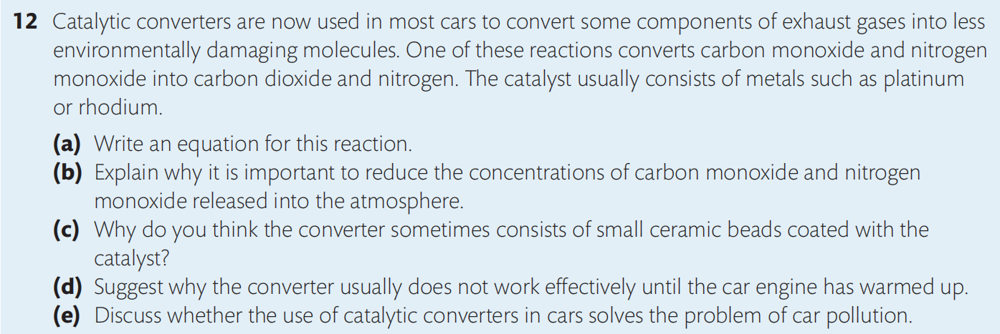 12 Catalytic converters are now used in most cars to convert some components of exhaust gases into less
environmentally damaging molecules. One of these reactions converts carbon monoxide and nitrogen
monoxide into carbon dioxide and nitrogen. The catalyst usually consists of metals such as platinum
or rhodium.
(a) Write an equation for this reaction.
(b) Explain why it is important to reduce the concentrations of carbon monoxide and nitrogen
monoxide released into the atmosphere.
(c) Why do you think the converter sometimes consists of small ceramic beads coated with the
catalyst?
(d) Suggest why the converter usually does not work effectively until the car engine has warmed up.
(e) Discuss whether the use of catalytic converters in cars solves the problem of car pollution.